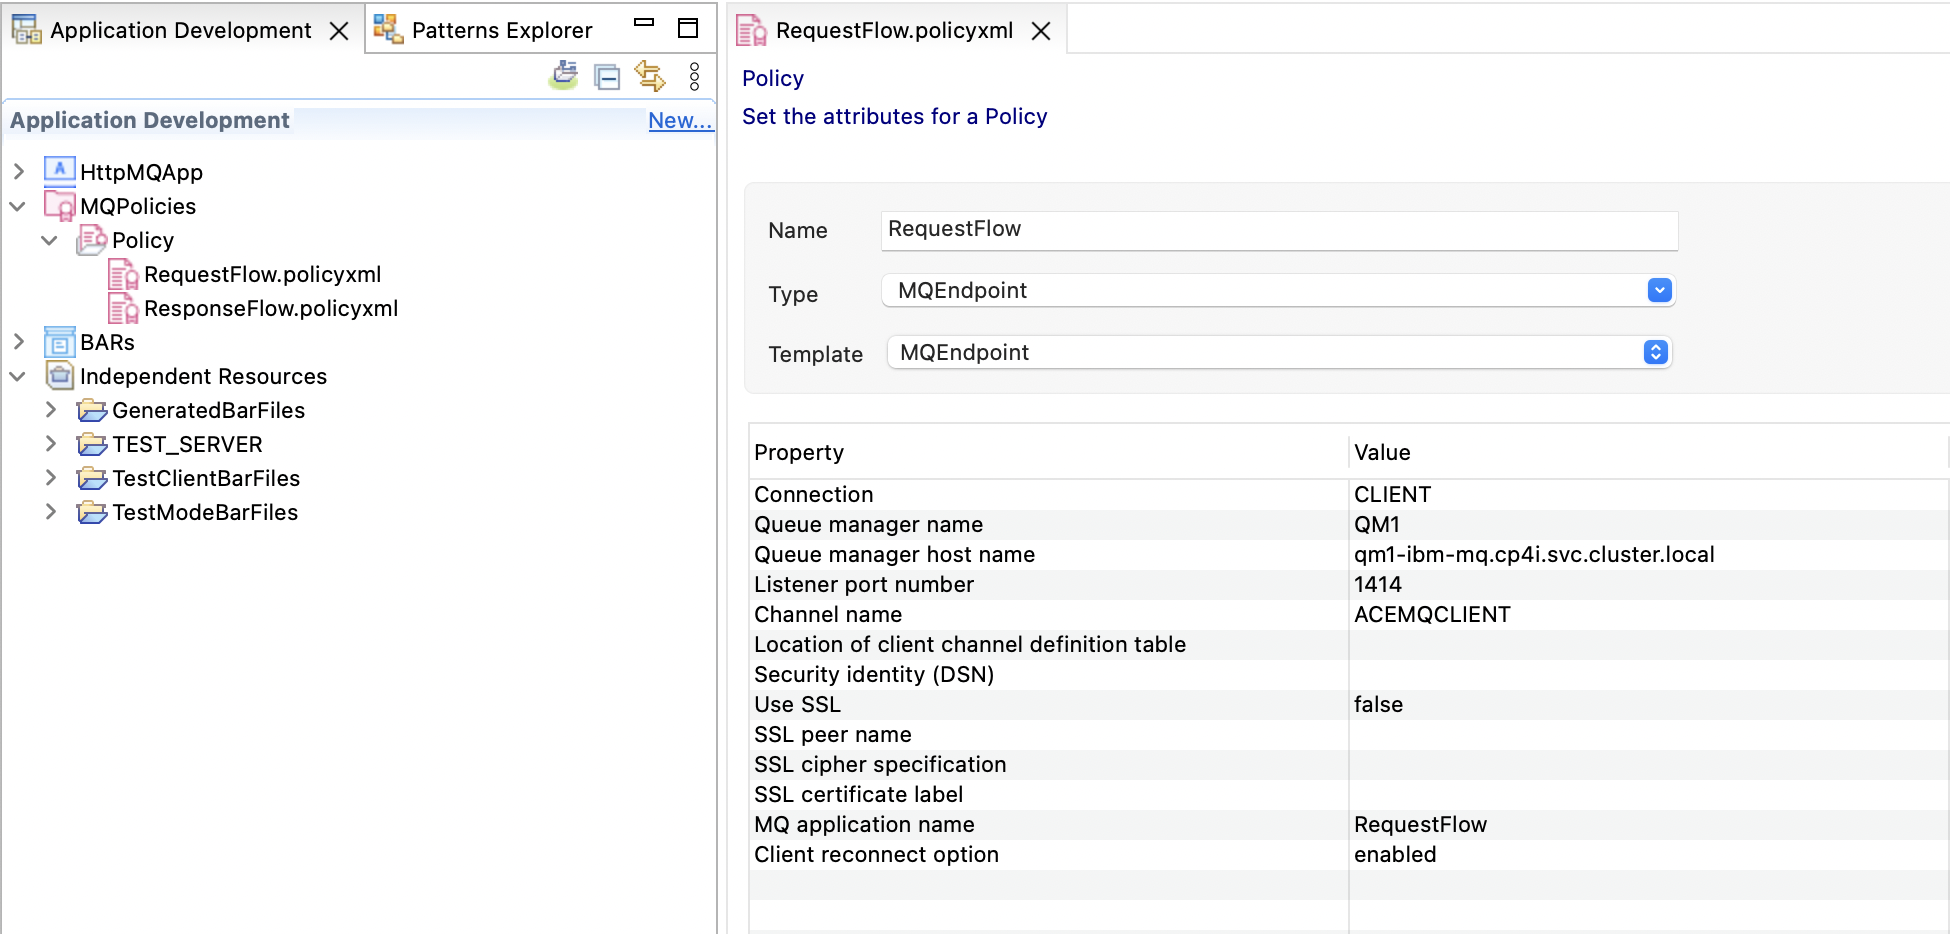 Application Development
Patterns Explorer
Application Development
New...
HttpMQApp
MQPolicies
Policy
RequestFlow.policyxml
ResponseFlow.policyxml
BARs
Independent Resources
GeneratedBarFiles
TEST_SERVER
TestClientBarFiles
TestModeBarFiles
RequestFlow.policyxml
Policy
Set the attributes for a Policy
Name RequestFlow
Type MQEndpoint
Template MQEndpoint
Property Value
Connection CLIENT
Queue manager name QM1
Queue manager host name qm1-ibm-mq.cp4i.svc.cluster.local
Listener port number 1414
Channel name ACEMQCLIENT
Location of client channel definition table
Security identity (DSN)
Use SSL false
SSL peer name
SSL cipher specification
SSL certificate label
MQ application name RequestFlow
Client reconnect option enabled